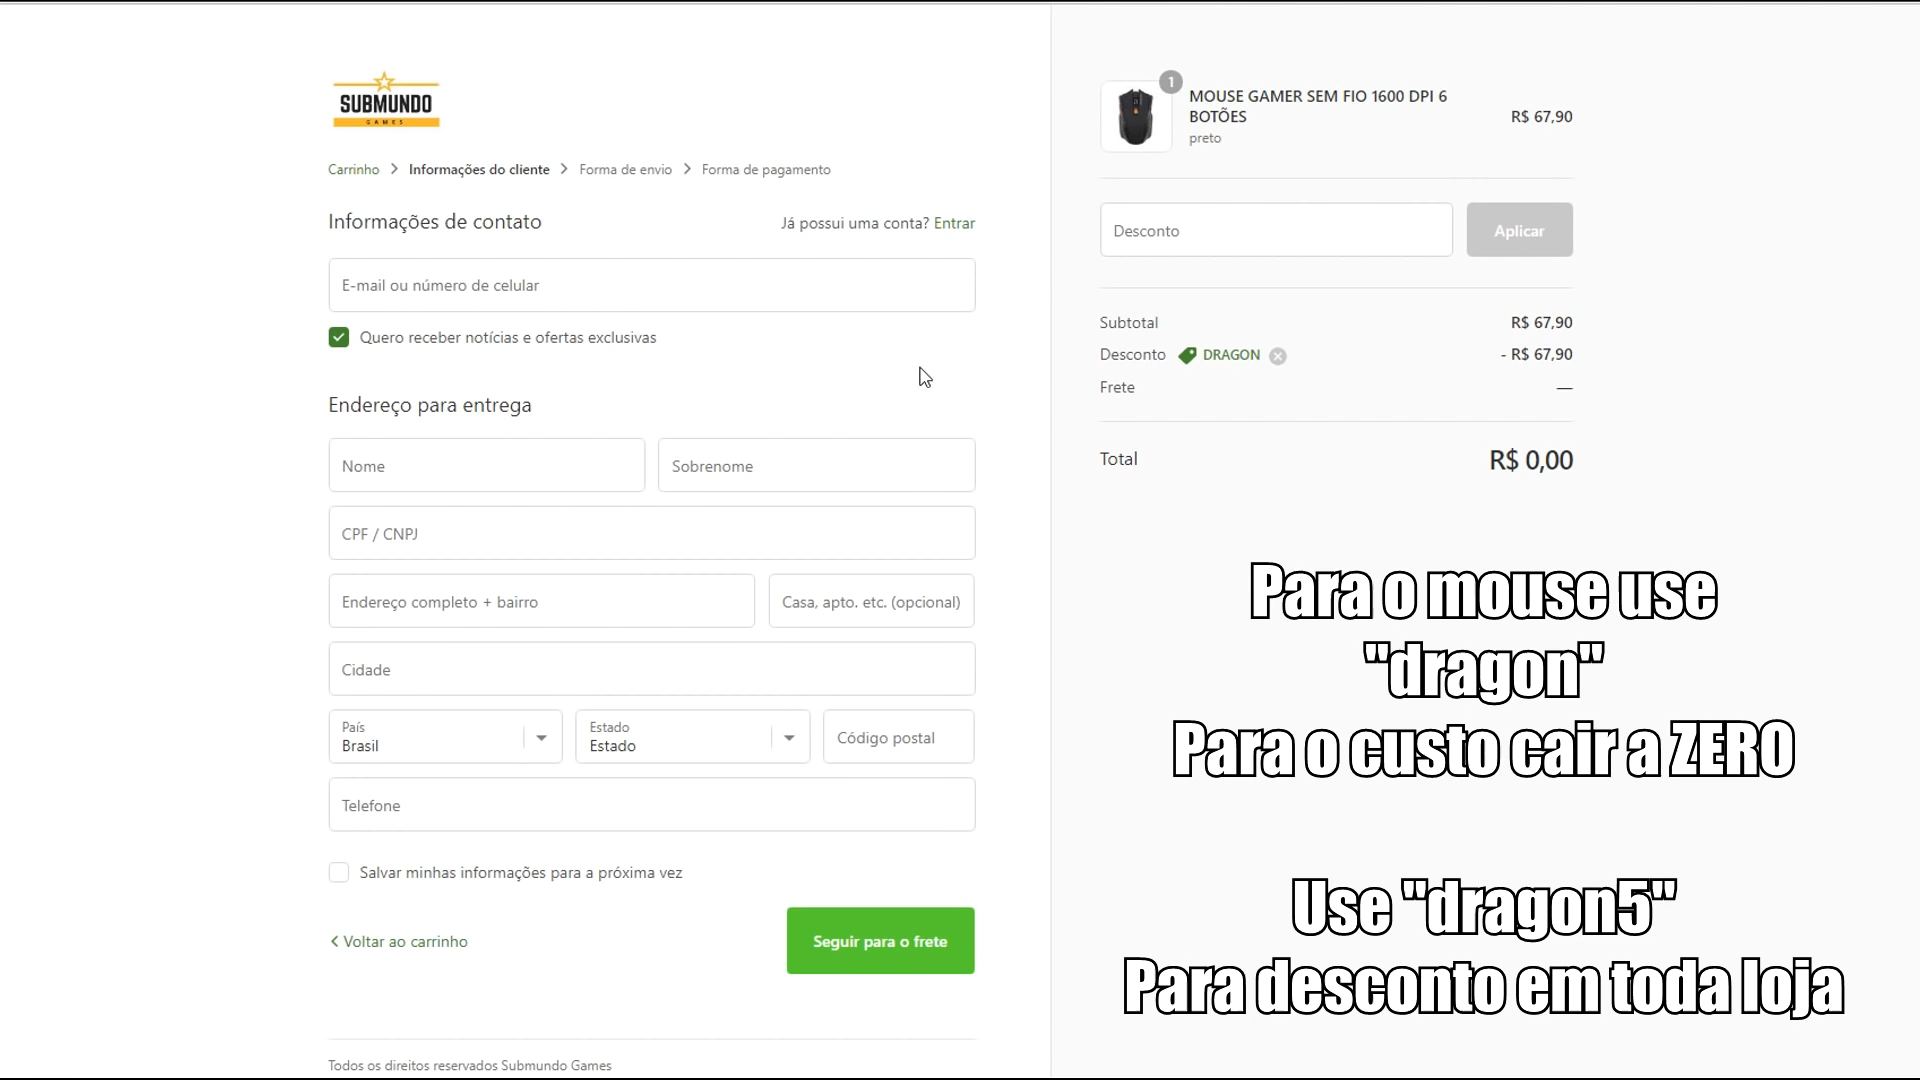 SUBMUNDO
GAMES
Carrinho > Informações do cliente > Forma de envio > Forma de pagamento
Informações de contato
Já possui uma conta? Entrar
E-mail ou número de celular
Quero receber notícias e ofertas exclusivas
Endereço para entrega
Nome
Sobrenome
CPF / CNPJ
Endereço completo + bairro
Casa, apto. etc. (opcional)
Cidade
País
Brasil
Estado
Estado
Código postal
Telefone
Salvar minhas informações para a próxima vez
< Voltar ao carrinho
Seguir para o frete
Todos os direitos reservados Submundo Games
1
MOUSE GAMER SEM FIO 1600 DPI 6
BOTÕES
preto
R$ 67,90
Desconto
Aplicar
Subtotal R$ 67,90
Desconto DRAGON - R$ 67,90
Frete —
Total R$ 0,00
Para o mouse use
"dragon"
Para o custo cair a ZERO
Use "dragon5"
Para desconto em toda loja